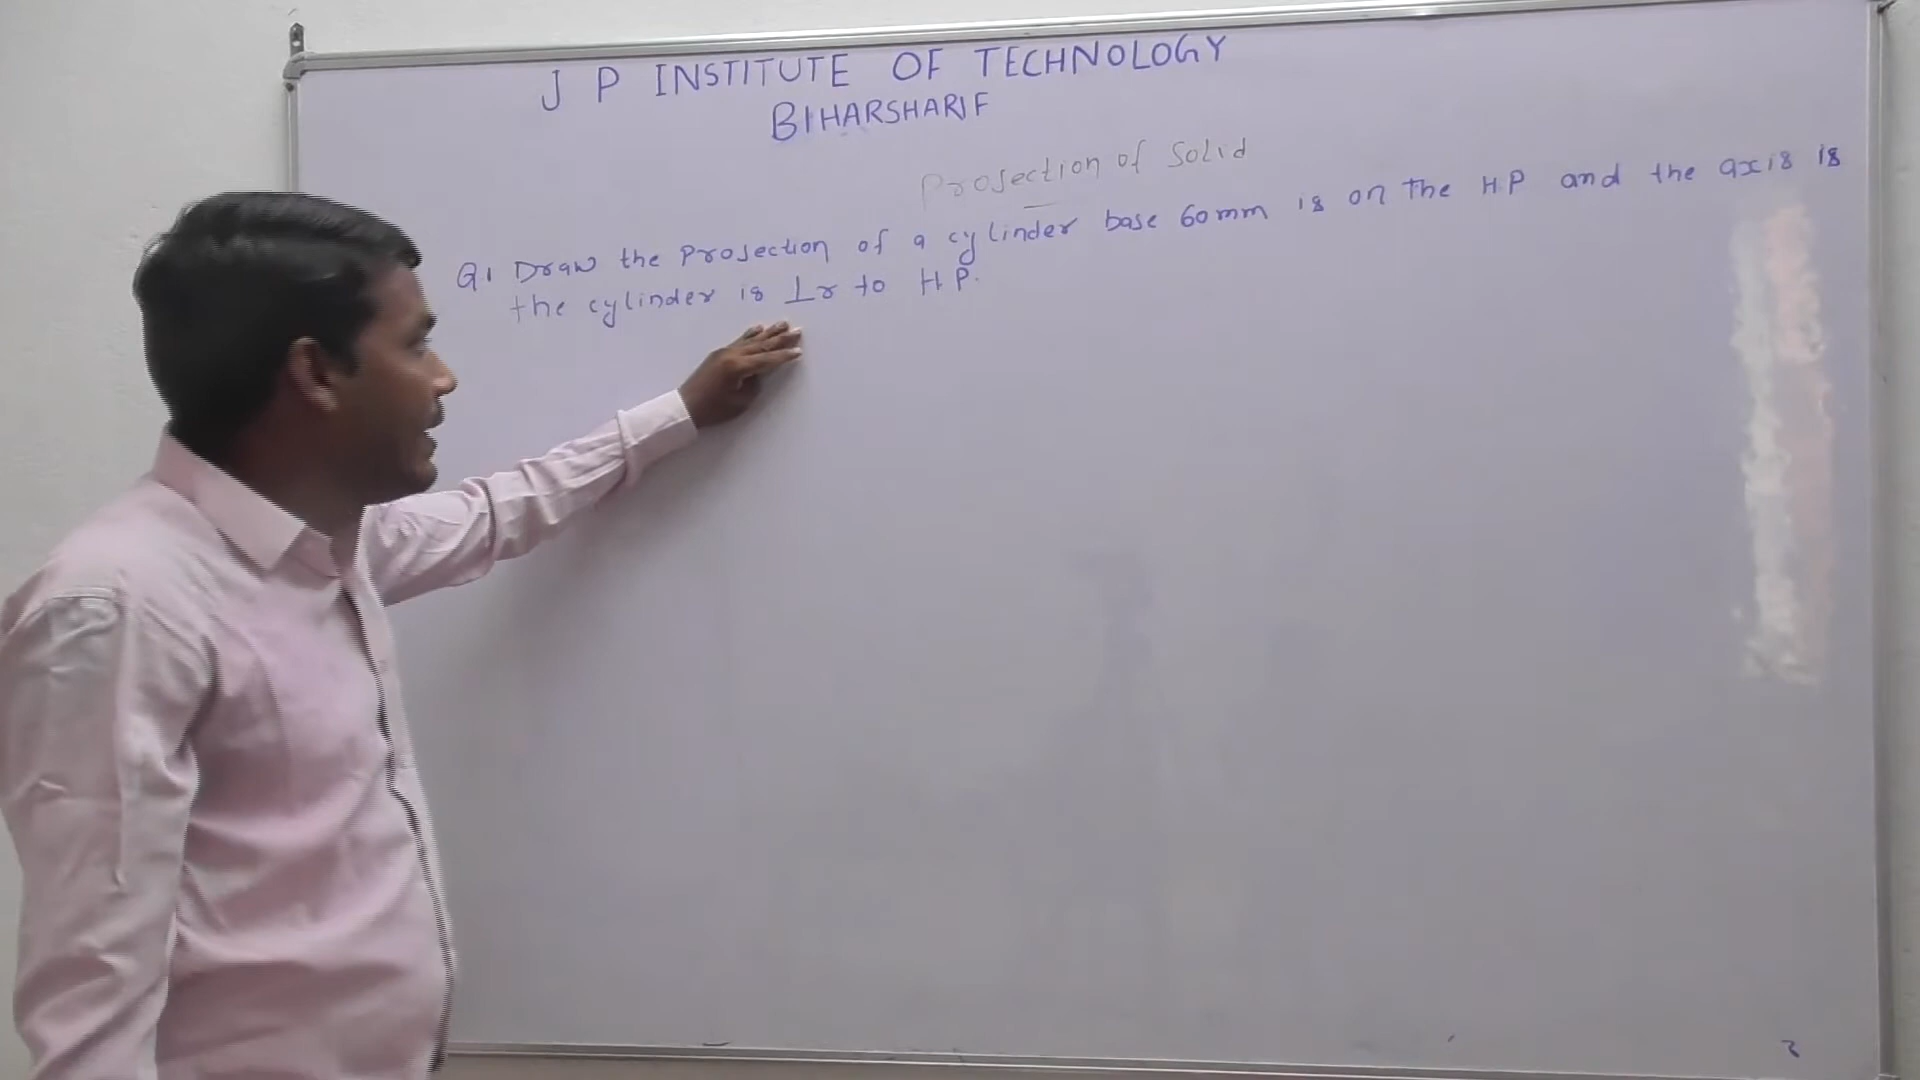 J P INSTITUTE OF TECHNOLOGY
BIHARSHARIF
Projection of Solid
Q1 Draw the projection of a cylinder base 60mm is on the H.P and the axis is
the cylinder is ⊥r to H.P.
2